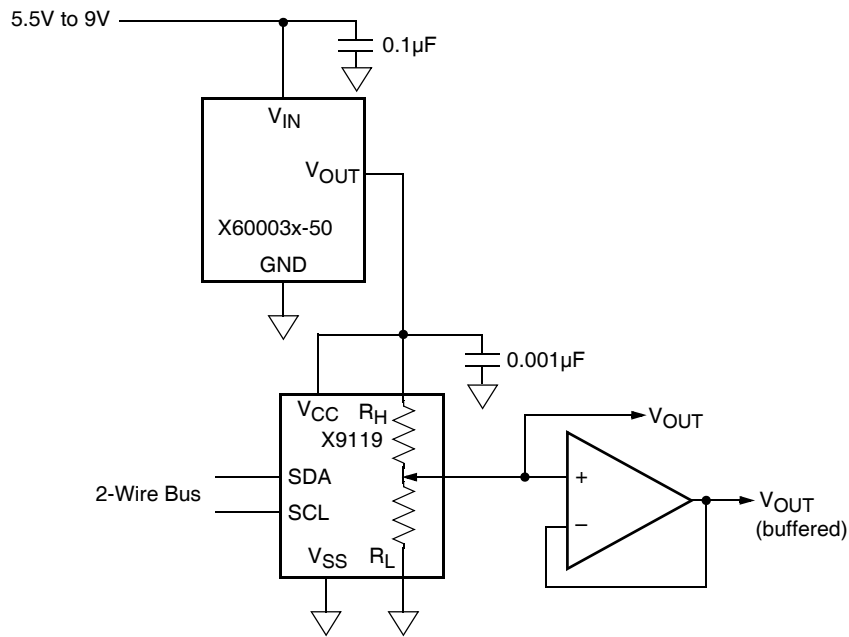 5.5V to 9V
0.1µF
VIN
VOUT
X60003x-50
GND
0.001µF
VCC RH
X9119
VOUT
SDA
+
2-Wire Bus
VOUT
SCL
–
(buffered)
VSS RL